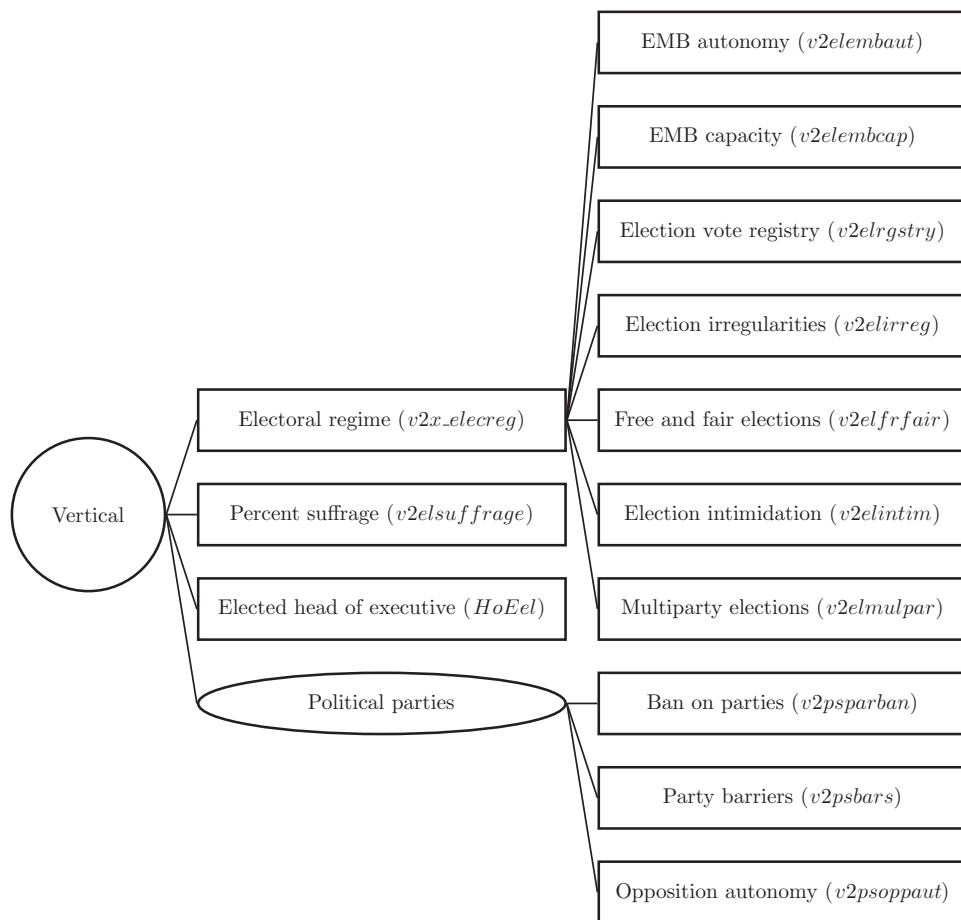 EMB autonomy (v2elembaut)
EMB capacity (v2elembcap)
Election vote registry (v2elrgstry)
Election irregularities (v2elirreg)
Electoral regime (v2x_elecreg)
Free and fair elections (v2elfrfair)
Vertical
Percent suffrage (v2elsuffrage)
Election intimidation (v2elintim)
Elected head of executive (HoEel)
Multiparty elections (v2elmulpar)
Political parties
Ban on parties (v2psparban)
Party barriers (v2psbars)
Opposition autonomy (v2psoppaut)